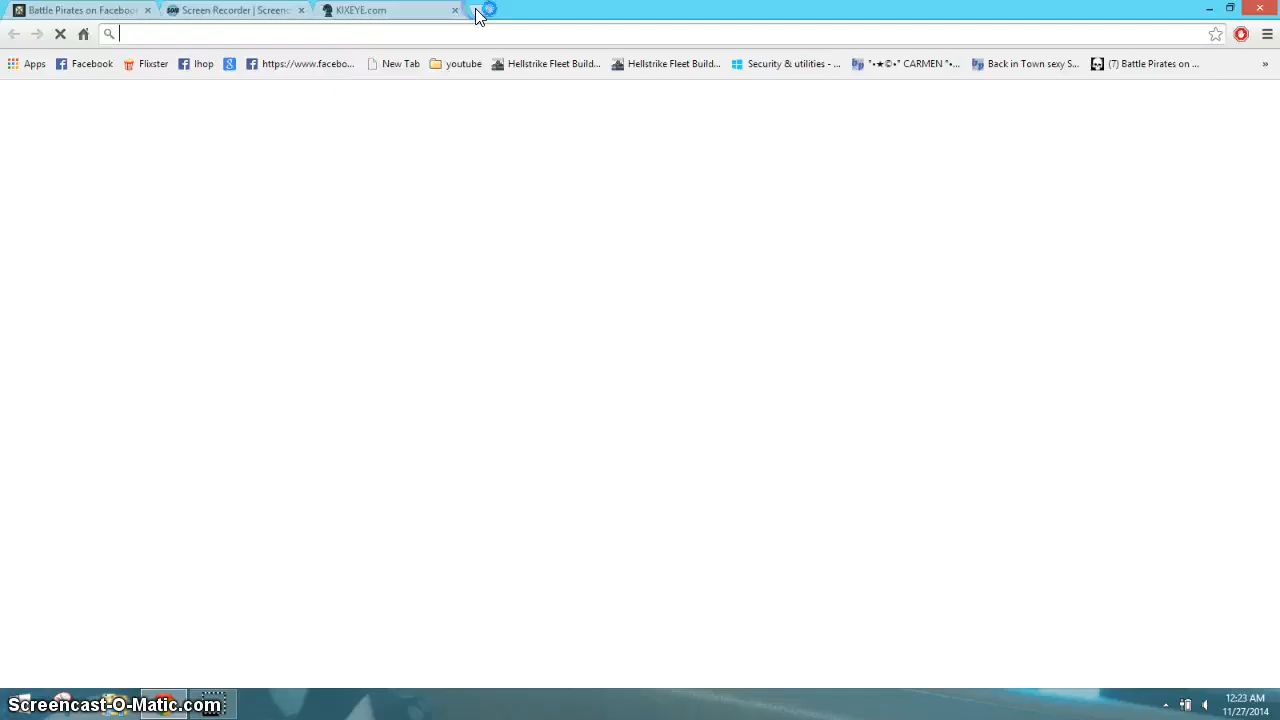 Battle Pirates on Facebook
Screen Recorder | Screenc
KIXEYE.com
Apps
Facebook
Flixster
Ihop
https://www.facebo...
New Tab
youtube
Hellstrike Fleet Build...
Hellstrike Fleet Build...
Security & utilities - ...
"•★©•" CARMEN "•...
Back in Town sexy S...
(7) Battle Pirates on ...
»
Screencast-O-Matic.com
12:23 AM
11/27/2014